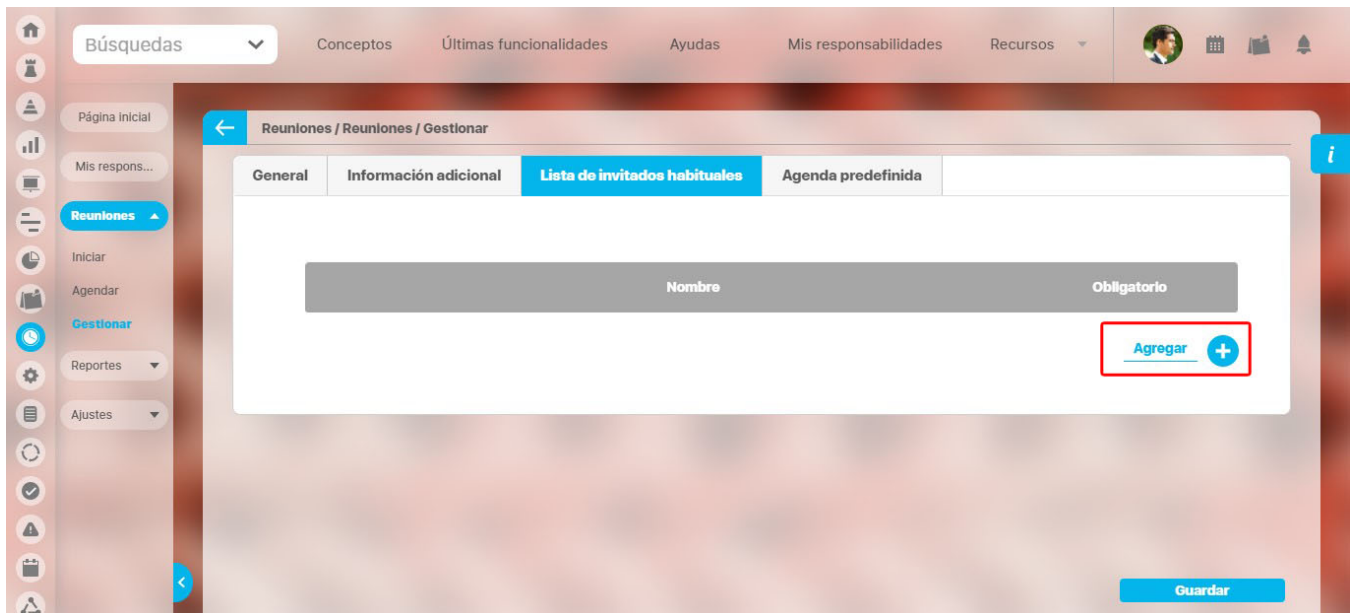 Búsquedas
Conceptos
Últimas funcionalidades
Ayudas
Mis responsabilidades
Recursos
Página inicial
Mis respons...
Reuniones
Iniciar
Agendar
Gestionar
Reportes
Ajustes
Reuniones / Reuniones / Gestionar
i
General
Información adicional
Lista de invitados habituales
Agenda predefinida
Nombre
Obligatorio
Agregar
Guardar